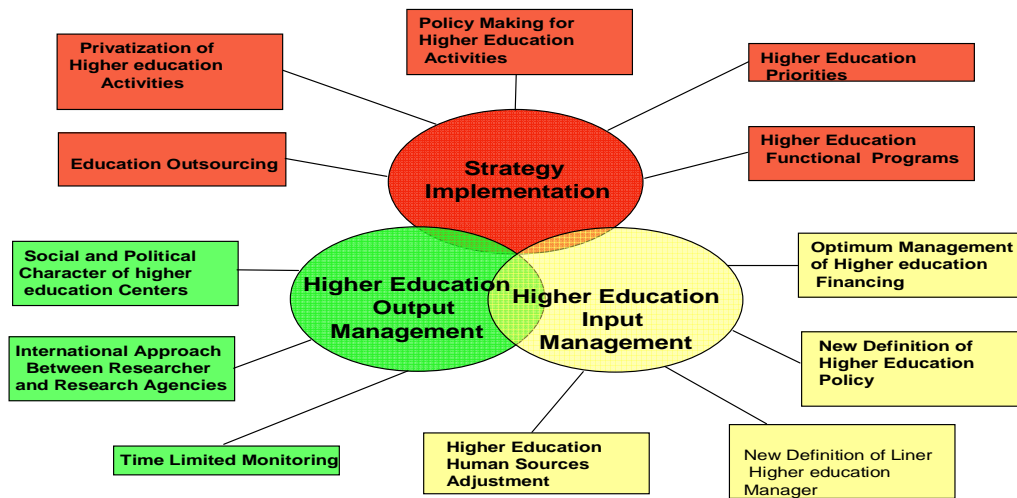 Privatization of
Higher education
Activities
Policy Making for
Higher Education
Activities
Higher Education
Priorities
Education Outsourcing
Strategy
Implementation
Higher Education
Functional Programs
Social and Political
Character of higher
education Centers
Higher Education
Output
Management
Higher Education
Input
Management
Optimum Management
of Higher education
Financing
International Approach
Between Researcher
and Research Agencies
New Definition of
Higher Education
Policy
Time Limited Monitoring
Higher Education
Human Sources
Adjustment
New Definition of Liner
Higher education
Manager